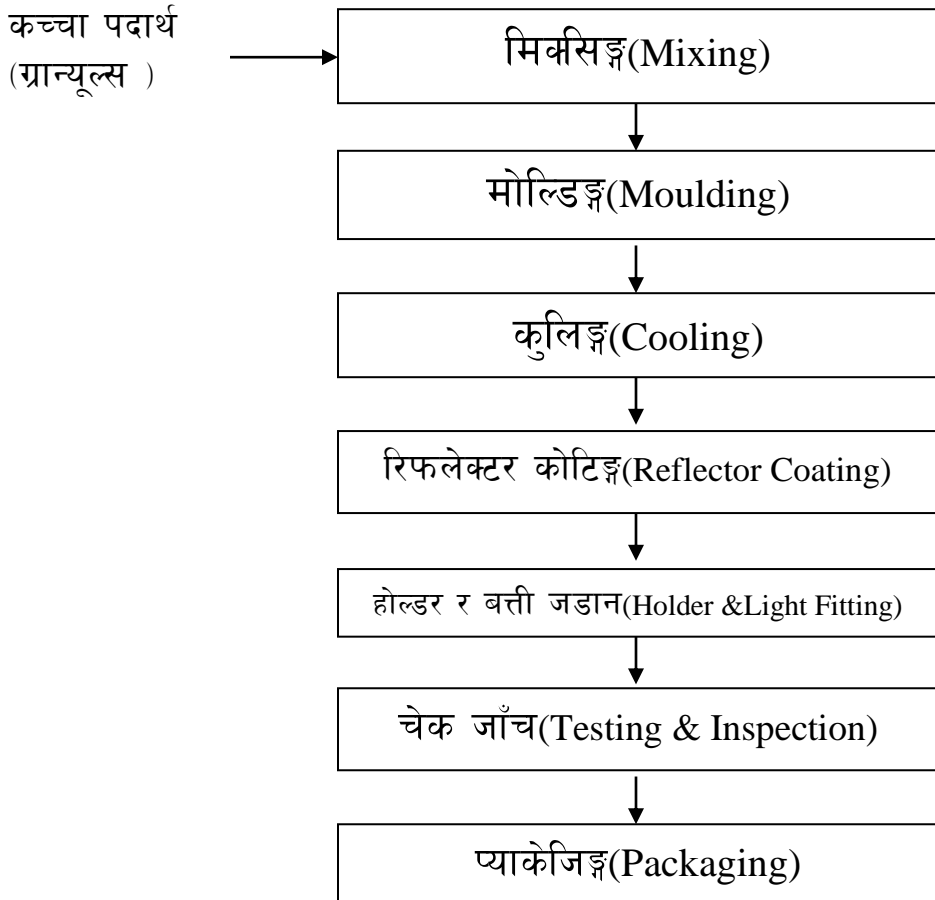 कच्चा पदार्थ
(ग्रान्यूल्स )
मिक्सिङ्ग(Mixing)
मोल्डिङ्ग(Moulding)
कुलिङ्ग(Cooling)
रिफलेक्टर कोटिङ्ग(Reflector Coating)
होल्डर र बत्ती जडान(Holder &Light Fitting)
चेक जाँच(Testing & Inspection)
प्याकेजिङ्ग(Packaging)